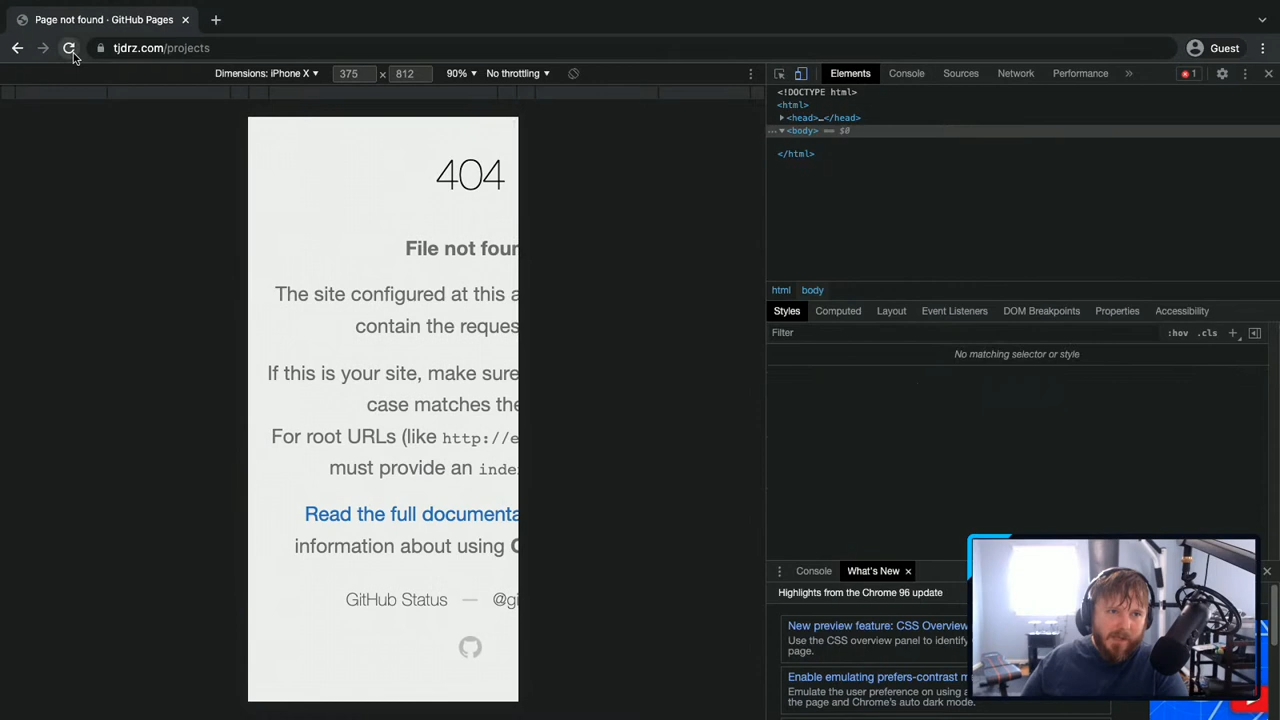 Page not found · GitHub Pages
tjdrz.com/projects
Guest
Dimensions: iPhone X
375 × 812
90%
No throttling
Elements
Console
Sources
Network
Performance
1
404
File not foun
The site configured at this a
contain the reques
If this is your site, make sure
case matches the
For root URLs (like http://e
must provide an inde
Read the full documenta
information about using
GitHub Status — @gi
<!DOCTYPE html>
<html>
<head>…</head>
<body> == $0
</html>
html body
Styles
Computed
Layout
Event Listeners
DOM Breakpoints
Properties
Accessibility
Filter
:hov .cls
No matching selector or style
Console
What's New
Highlights from the Chrome 96 update
New preview feature: CSS Overview
Use the CSS overview panel to identify
page.
Enable emulating prefers-contrast m
Emulate the user preference on using a
the page and Chrome's auto dark mode.